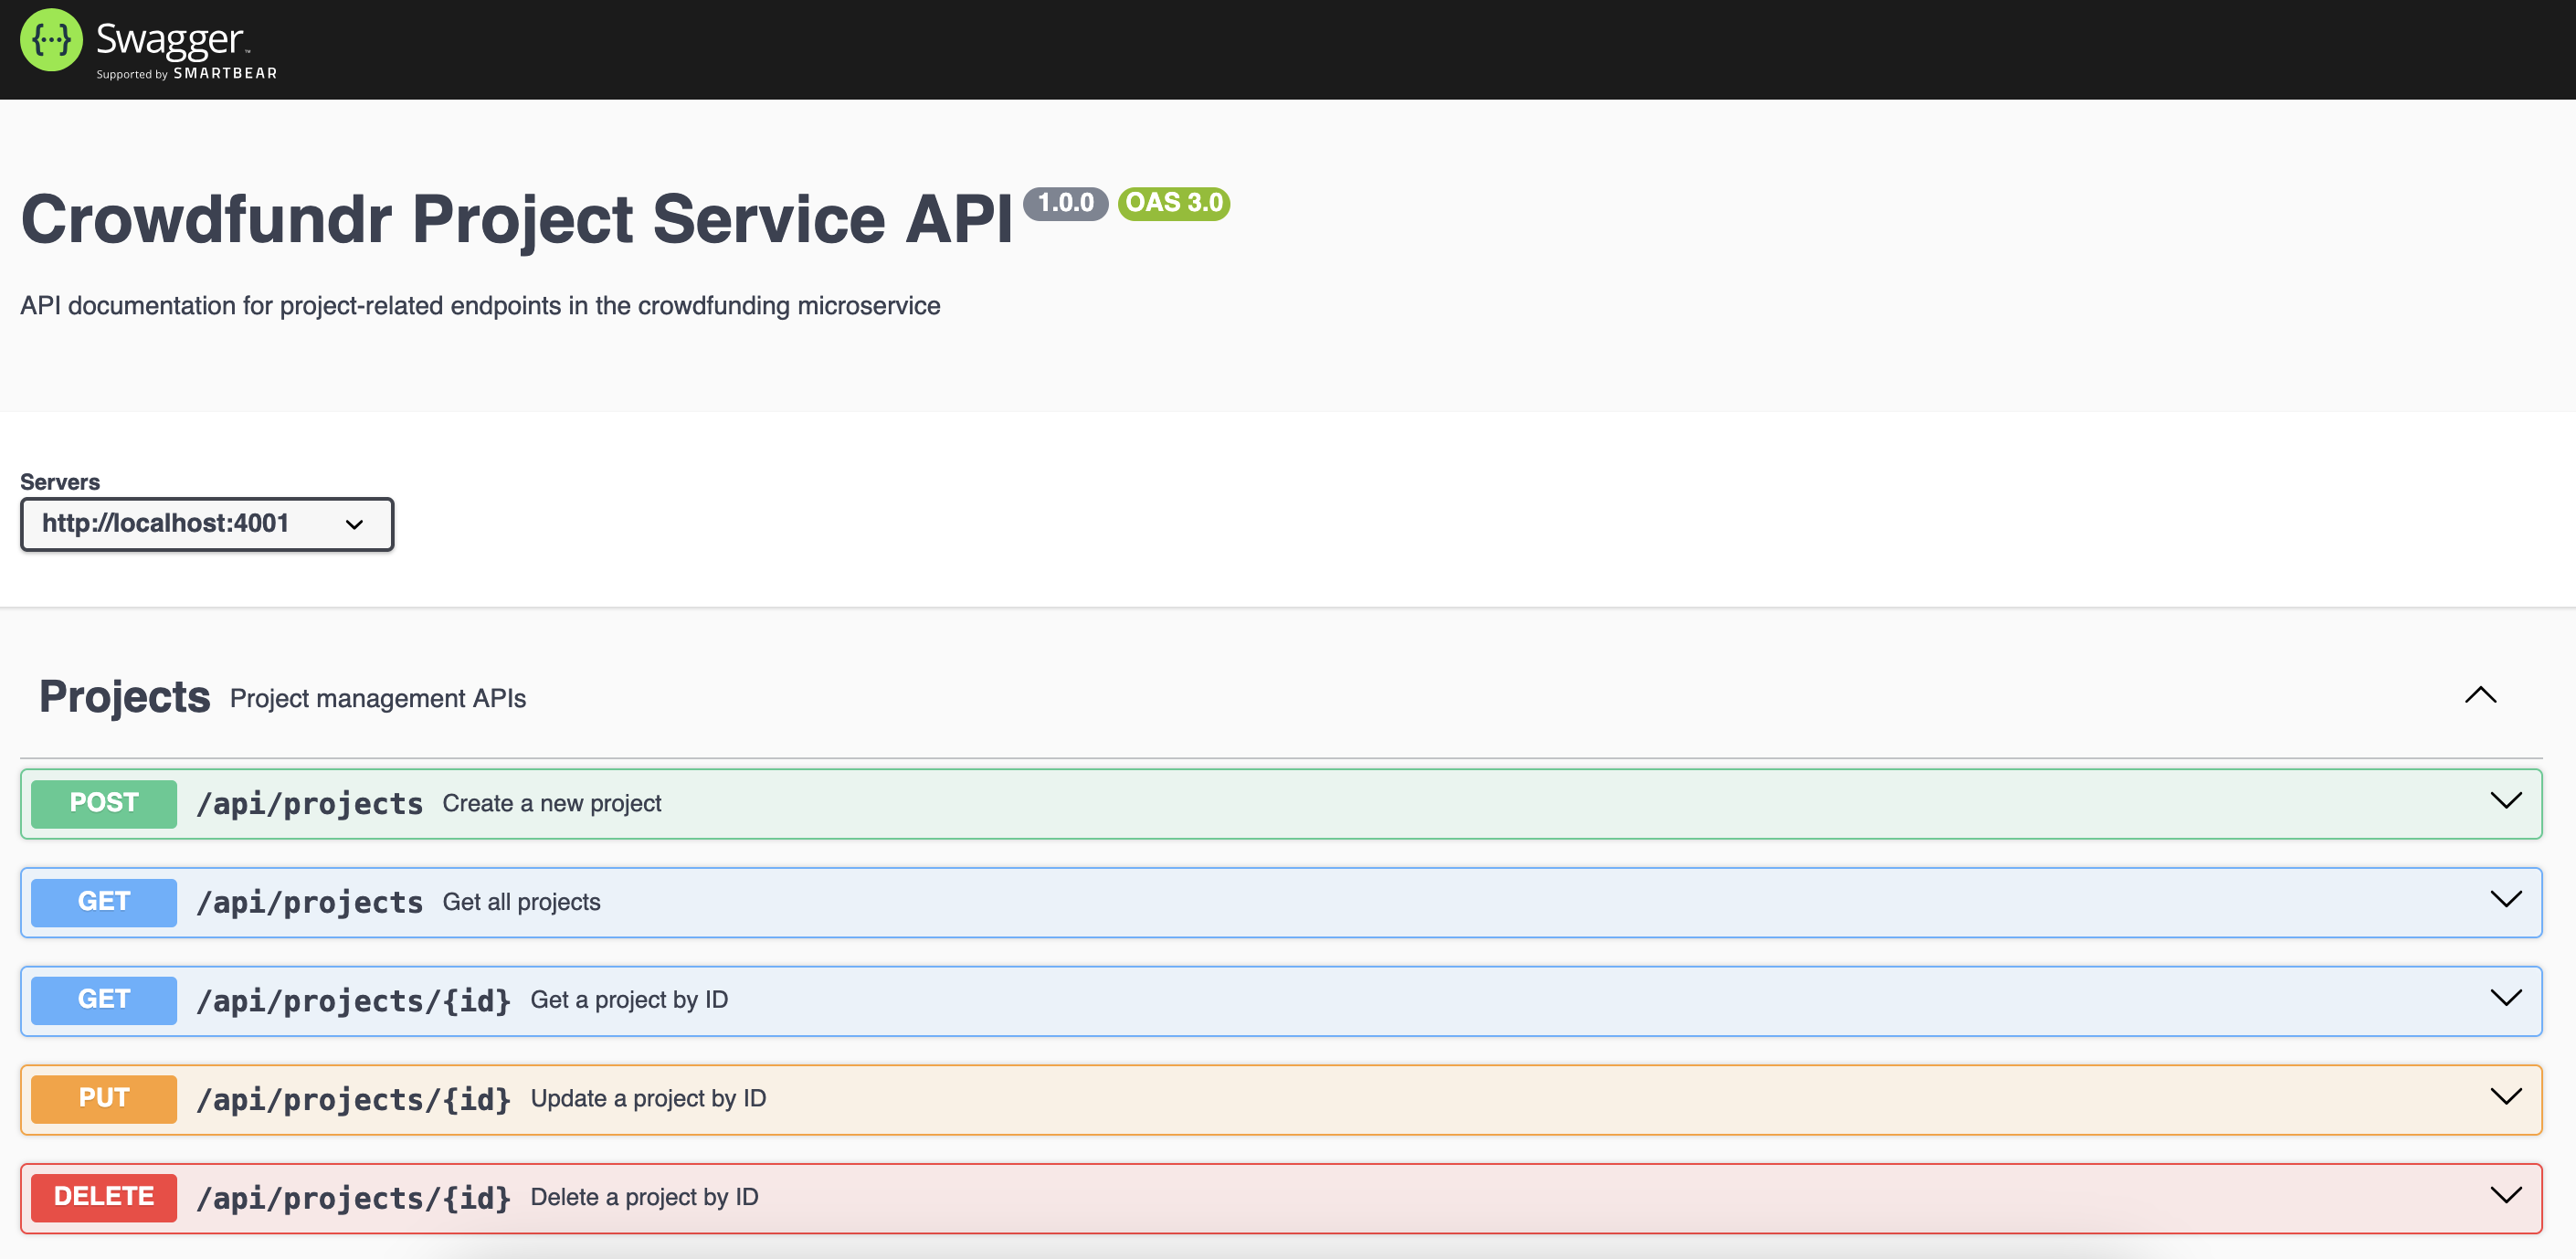 {···} Swagger™
Supported by SMARTBEAR
Crowdfundr Project Service API 1.0.0 OAS 3.0
API documentation for project-related endpoints in the crowdfunding microservice
Servers
http://localhost:4001
Projects Project management APIs
POST /api/projects Create a new project
GET /api/projects Get all projects
GET /api/projects/{id} Get a project by ID
PUT /api/projects/{id} Update a project by ID
DELETE /api/projects/{id} Delete a project by ID